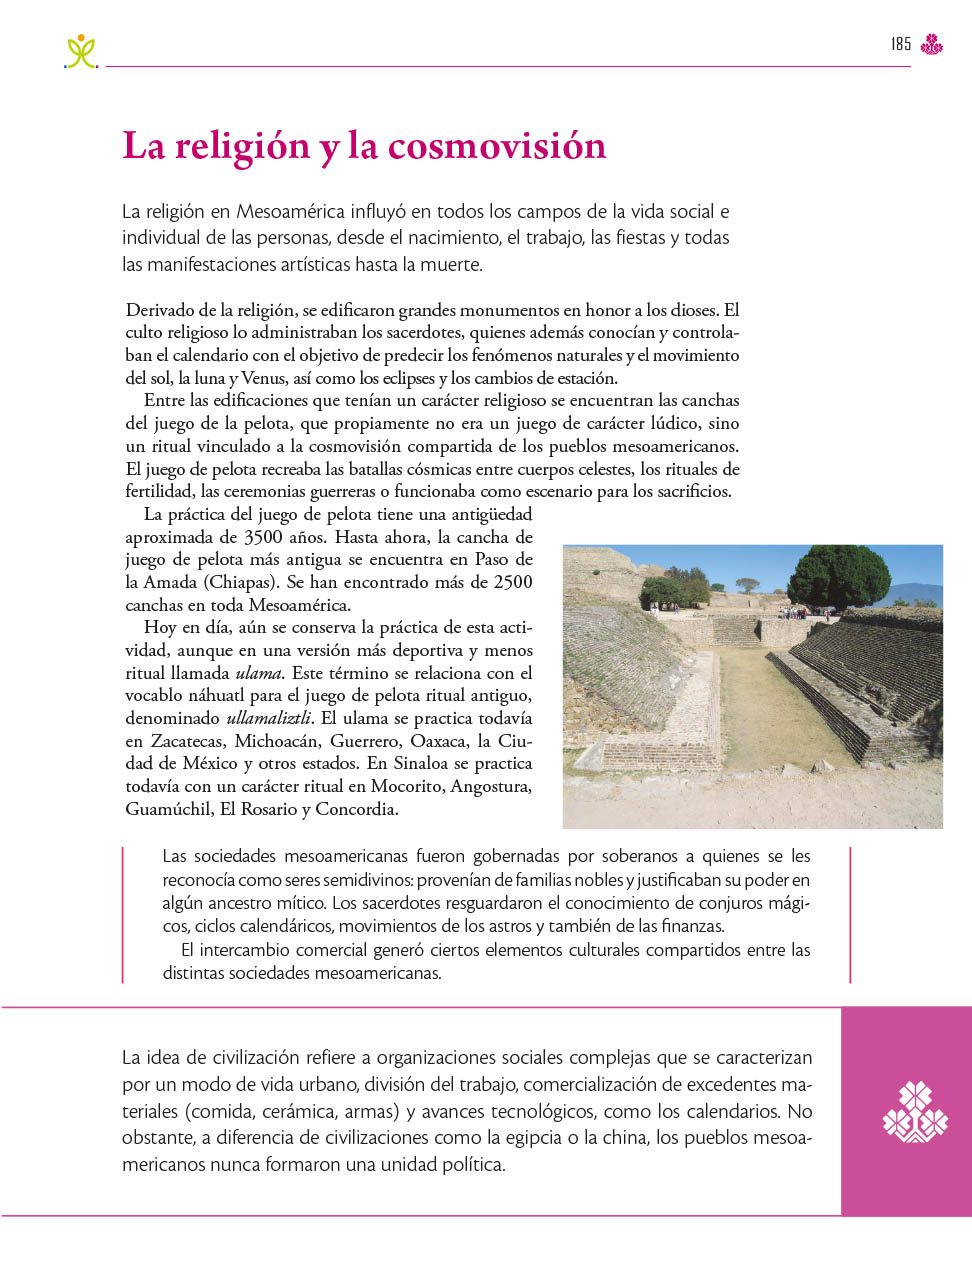 185
La religión y la cosmovisión
La religión en Mesoamérica influyó en todos los campos de la vida social e
individual de las personas, desde el nacimiento, el trabajo, las fiestas y todas
las manifestaciones artísticas hasta la muerte.
Derivado de la religión, se edificaron grandes monumentos en honor a los dioses. El
culto religioso lo administraban los sacerdotes, quienes además conocían y controla-
ban el calendario con el objetivo de predecir los fenómenos naturales y el movimiento
del sol, la luna y Venus, así como los eclipses y los cambios de estación.
Entre las edificaciones que tenían un carácter religioso se encuentran las canchas
del juego de la pelota, que propiamente no era un juego de carácter lúdico, sino
un ritual vinculado a la cosmovisión compartida de los pueblos mesoamericanos.
El juego de pelota recreaba las batallas cósmicas entre cuerpos celestes, los rituales de
fertilidad, las ceremonias guerreras o funcionaba como escenario para los sacrificios.
La práctica del juego de pelota tiene una antigüedad
aproximada de 3500 años. Hasta ahora, la cancha de
juego de pelota más antigua se encuentra en Paso de
la Amada (Chiapas). Se han encontrado más de 2500
canchas en toda Mesoamérica.
Hoy en día, aún se conserva la práctica de esta acti-
vidad, aunque en una versión más deportiva y menos
ritual llamada ulama. Este término se relaciona con el
vocablo náhuatl para el juego de pelota ritual antiguo,
denominado ullamaliztli. El ulama se practica todavía
en Zacatecas, Michoacán, Guerrero, Oaxaca, la Ciu-
dad de México y otros estados. En Sinaloa se practica
todavía con un carácter ritual en Mocorito, Angostura,
Guamúchil, El Rosario y Concordia.
Las sociedades mesoamericanas fueron gobernadas por soberanos a quienes se les
reconocía como seres semidivinos: provenían de familias nobles y justificaban su poder en
algún ancestro mítico. Los sacerdotes resguardaron el conocimiento de conjuros mági-
cos, ciclos calendáricos, movimientos de los astros y también de las finanzas.
El intercambio comercial generó ciertos elementos culturales compartidos entre las
distintas sociedades mesoamericanas.
La idea de civilización refiere a organizaciones sociales complejas que se caracterizan
por un modo de vida urbano, división del trabajo, comercialización de excedentes ma-
teriales (comida, cerámica, armas) y avances tecnológicos, como los calendarios. No
obstante, a diferencia de civilizaciones como la egipcia o la china, los pueblos mesoa-
mericanos nunca formaron una unidad política.